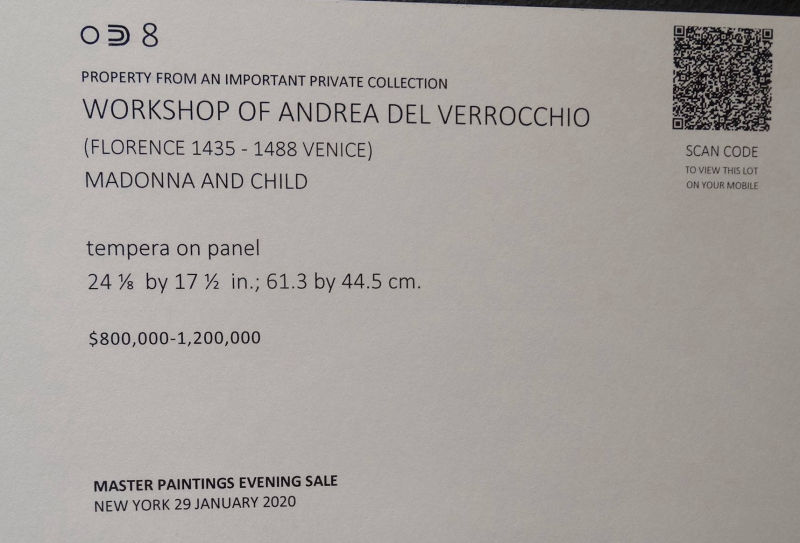 8
PROPERTY FROM AN IMPORTANT PRIVATE COLLECTION
WORKSHOP OF ANDREA DEL VERROCCHIO
(FLORENCE 1435 - 1488 VENICE)
MADONNA AND CHILD
tempera on panel
24 ⅛ by 17 ½ in.; 61.3 by 44.5 cm.
$800,000-1,200,000
MASTER PAINTINGS EVENING SALE
NEW YORK 29 JANUARY 2020
SCAN CODE
TO VIEW THIS LOT
ON YOUR MOBILE